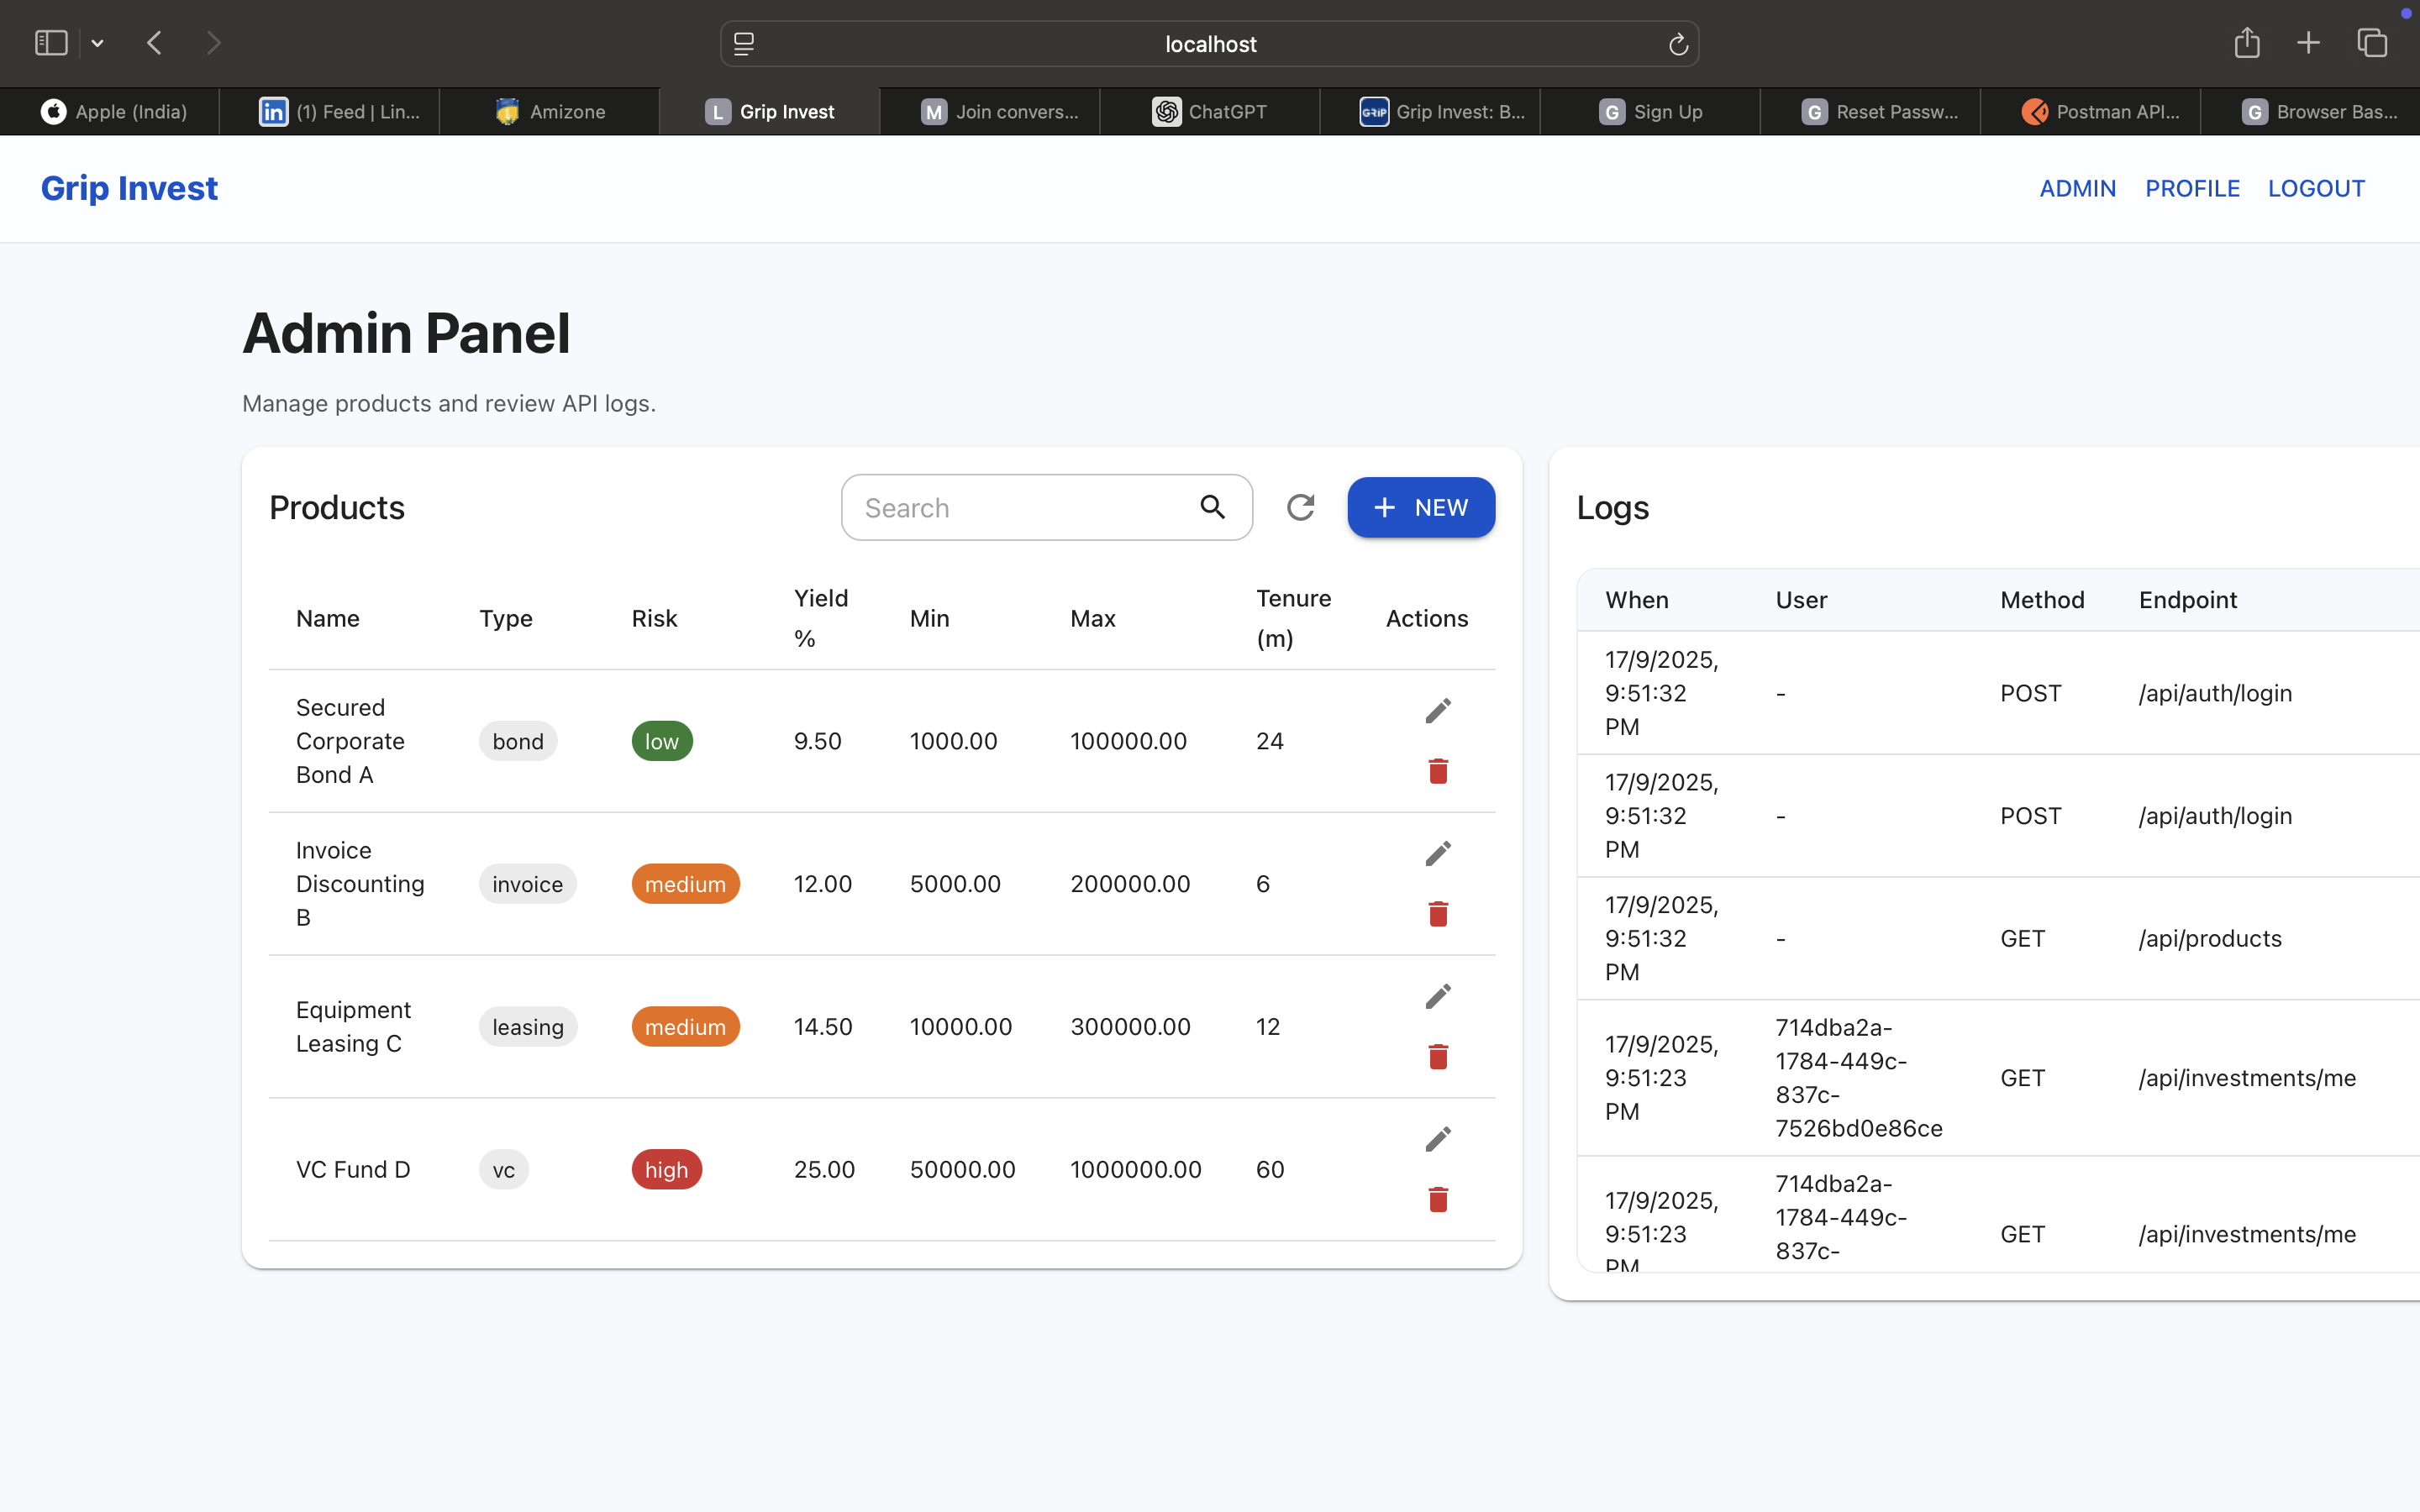 localhost
Apple (India)
in (1) Feed | Lin...
Amizone
L Grip Invest
M Join convers...
ChatGPT
GRIP Grip Invest: B...
G Sign Up
G Reset Passw...
Postman API...
G Browser Bas...
Grip Invest
ADMIN PROFILE LOGOUT
Admin Panel
Manage products and review API logs.
Products
Search
+ NEW
Name Type Risk Yield % Min Max Tenure (m) Actions
Secured
Corporate
Bond A
bond low 9.50 1000.00 100000.00 24
Invoice
Discounting
B
invoice medium 12.00 5000.00 200000.00 6
Equipment
Leasing C
leasing medium 14.50 10000.00 300000.00 12
VC Fund D vc high 25.00 50000.00 1000000.00 60
Logs
When User Method Endpoint
17/9/2025,
9:51:32
PM
- POST /api/auth/login
17/9/2025,
9:51:32
PM
- POST /api/auth/login
17/9/2025,
9:51:32
PM
- GET /api/products
17/9/2025,
9:51:23
PM
714dba2a-
1784-449c-
837c-
7526bd0e86ce
GET /api/investments/me
17/9/2025,
9:51:23
PM
714dba2a-
1784-449c-
837c-
GET /api/investments/me